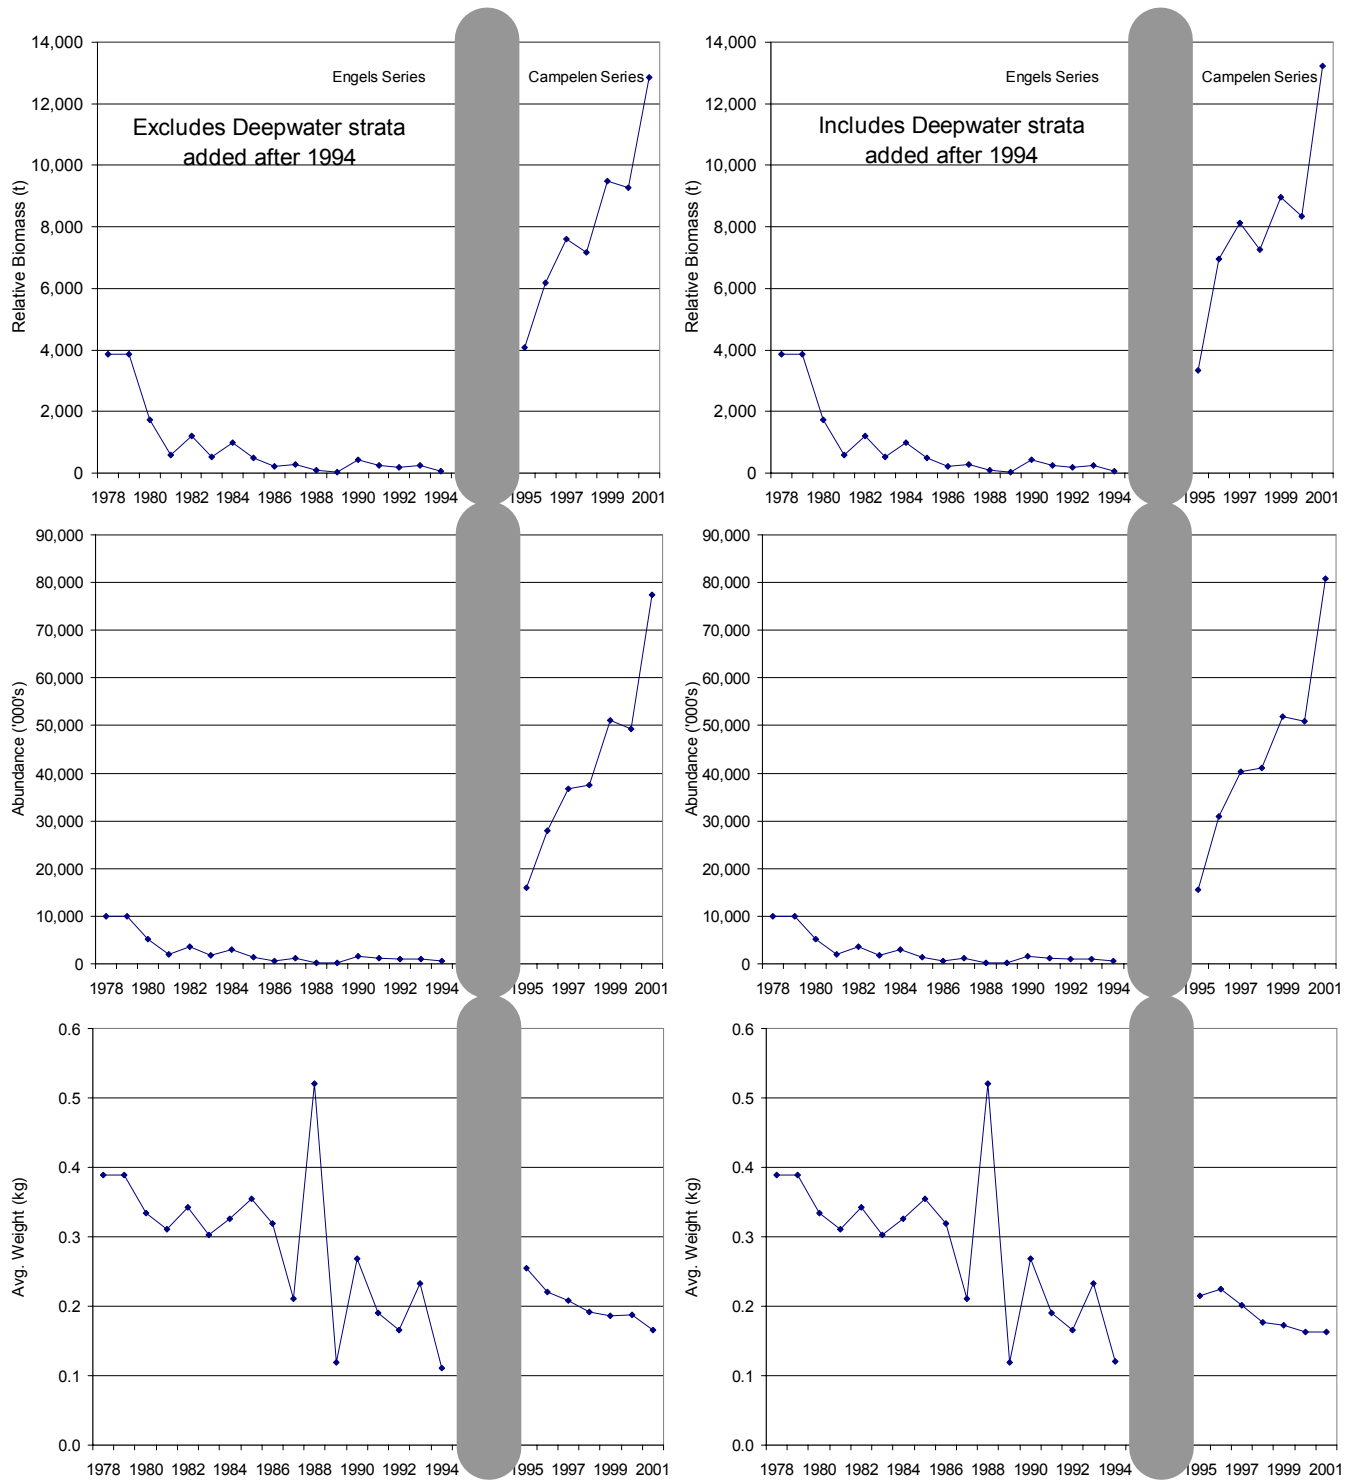 14,000
12,000
10,000
8,000
6,000
4,000
2,000
0
Relative Biomass (t)
Engels Series
Campelen Series
Excludes Deepwater strata
added after 1994
1978 1980 1982 1984 1986 1988 1990 1992 1994
1995 1997 1999 2001
14,000
12,000
10,000
8,000
6,000
4,000
2,000
0
Relative Biomass (t)
Engels Series
Campelen Series
Includes Deepwater strata
added after 1994
1978 1980 1982 1984 1986 1988 1990 1992 1994
1995 1997 1999 2001
90,000
80,000
70,000
60,000
50,000
40,000
30,000
20,000
10,000
0
Abundance ('000's)
1978 1980 1982 1984 1986 1988 1990 1992 1994
1995 1997 1999 2001
90,000
80,000
70,000
60,000
50,000
40,000
30,000
20,000
10,000
0
Abundance ('000's)
1978 1980 1982 1984 1986 1988 1990 1992 1994
1995 1997 1999 2001
0.6
0.5
0.4
0.3
0.2
0.1
0.0
Avg. Weight (kg)
1978 1980 1982 1984 1986 1988 1990 1992 1994
1995 1997 1999 2001
0.6
0.5
0.4
0.3
0.2
0.1
0.0
Avg. Weight (kg)
1978 1980 1982 1984 1986 1988 1990 1992 1994
1995 1997 1999 2001